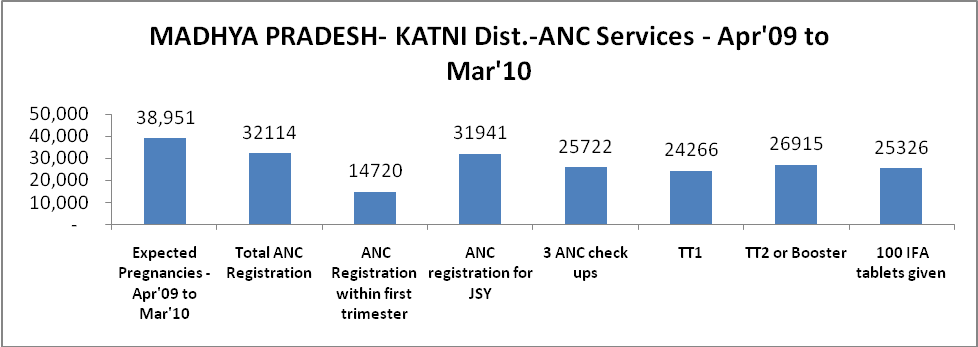 MADHYA PRADESH- KATNI Dist.-ANC Services - Apr'09 to
Mar'10
50,000
40,000
30,000
20,000
10,000
-
38,951
32114
14720
31941
25722
24266
26915
25326
Expected
Pregnancies -
Apr'09 to
Mar'10
Total ANC
Registration
ANC
Registration
within first
trimester
ANC
registration for
JSY
3 ANC check
ups
TT1
TT2 or Booster
100 IFA
tablets given